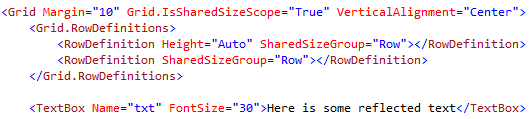 <Grid Margin="10" Grid.IsSharedSizeScope="True" VerticalAlignment="Center">
    <Grid.RowDefinitions>
        <RowDefinition Height="Auto" SharedSizeGroup="Row"></RowDefinition>
        <RowDefinition SharedSizeGroup="Row"></RowDefinition>
    </Grid.RowDefinitions>

    <TextBox Name="txt" FontSize="30">Here is some reflected text</TextBox>